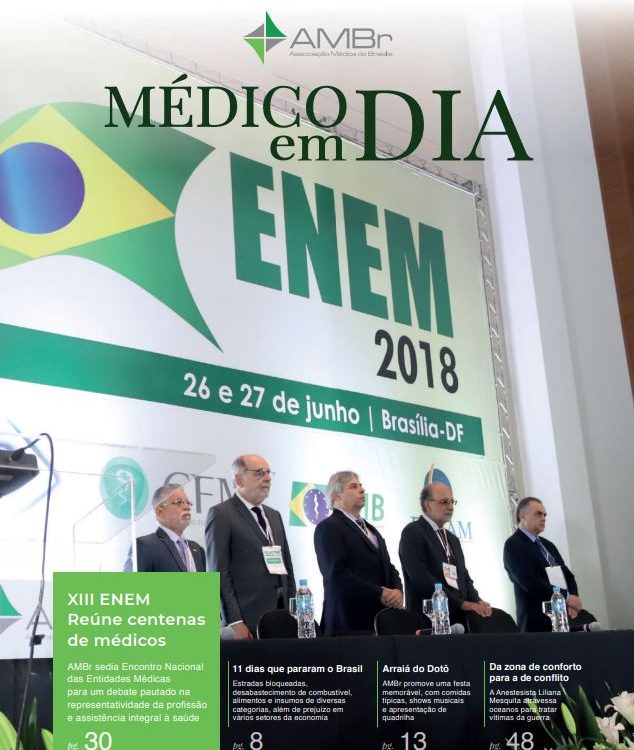 AMBr
Associação Médica de Brasília
MÉDICO
em DIA
ENEM
2018
26 e 27 de junho | Brasília-DF
CFM
XIII ENEM
Reúne centenas
de médicos
AMBr sedia Encontro Nacional
das Entidades Médicas
para um debate pautado na
representatividade da profissão
e assistência integral à saúde
pg. 30
11 dias que pararam o Brasil
Estradas bloqueadas,
desabastecimento de combustível,
alimentos e insumos de diversas
categorias, além de prejuízo em
vários setores da economia
pg. 8
Arraiá do Dotô
AMBr promove uma festa
memorável, com comidas
típicas, shows musicais
e apresentação de
quadrilha
pg. 13
Da zona de conforto
para a de conflito
A Anestesista Liliana
Mesquita atravessa
oceanos para tratar
vítimas da guerra
pg. 48